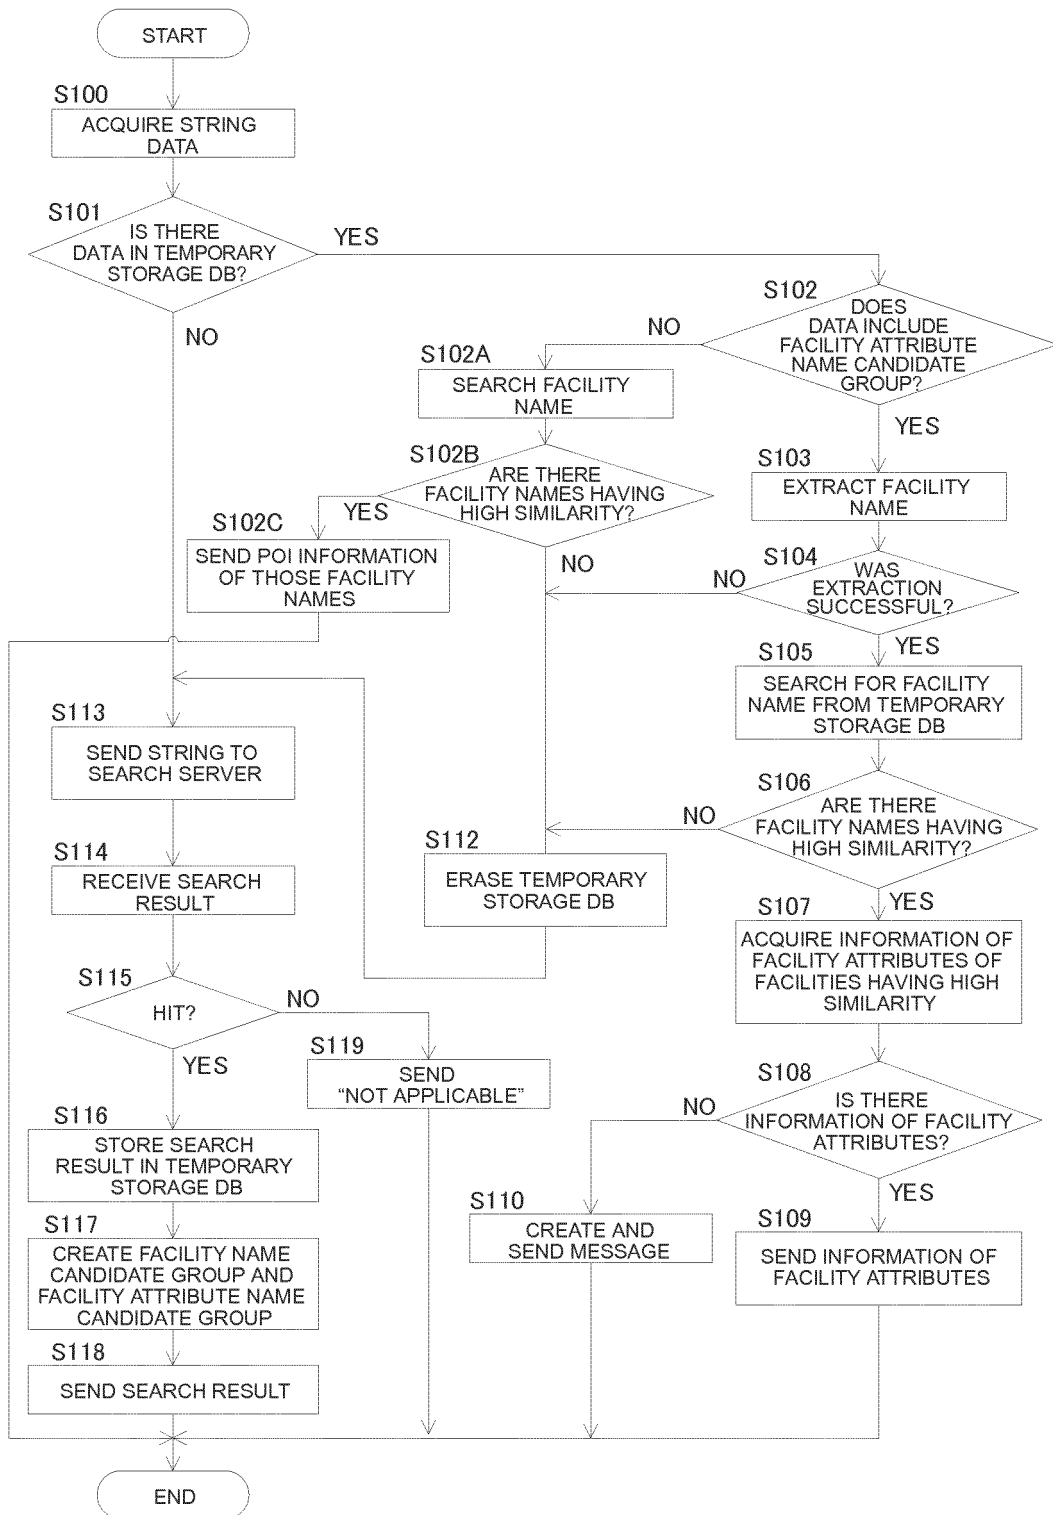 START
S100
ACQUIRE STRING
DATA
S101
IS THERE
DATA IN TEMPORARY
STORAGE DB?
YES
NO
S102
DOES
DATA INCLUDE
FACILITY ATTRIBUTE
NAME CANDIDATE
GROUP?
NO
YES
S102A
SEARCH FACILITY
NAME
S102B
ARE THERE
FACILITY NAMES HAVING
HIGH SIMILARITY?
YES
NO
S102C
SEND POI INFORMATION
OF THOSE FACILITY
NAMES
S103
EXTRACT FACILITY
NAME
S104
WAS
EXTRACTION
SUCCESSFUL?
NO
YES
S105
SEARCH FOR FACILITY
NAME FROM TEMPORARY
STORAGE DB
S106
ARE THERE
FACILITY NAMES HAVING
HIGH SIMILARITY?
NO
YES
S107
ACQUIRE INFORMATION OF
FACILITY ATTRIBUTES OF
FACILITIES HAVING HIGH
SIMILARITY
S108
IS THERE
INFORMATION OF FACILITY
ATTRIBUTES?
NO
YES
S109
SEND INFORMATION OF
FACILITY ATTRIBUTES
S110
CREATE AND
SEND MESSAGE
S112
ERASE TEMPORARY
STORAGE DB
S113
SEND STRING TO
SEARCH SERVER
S114
RECEIVE SEARCH
RESULT
S115
HIT?
NO
YES
S119
SEND
“NOT APPLICABLE”
S116
STORE SEARCH
RESULT IN TEMPORARY
STORAGE DB
S117
CREATE FACILITY NAME
CANDIDATE GROUP AND
FACILITY ATTRIBUTE NAME
CANDIDATE GROUP
S118
SEND SEARCH RESULT
END